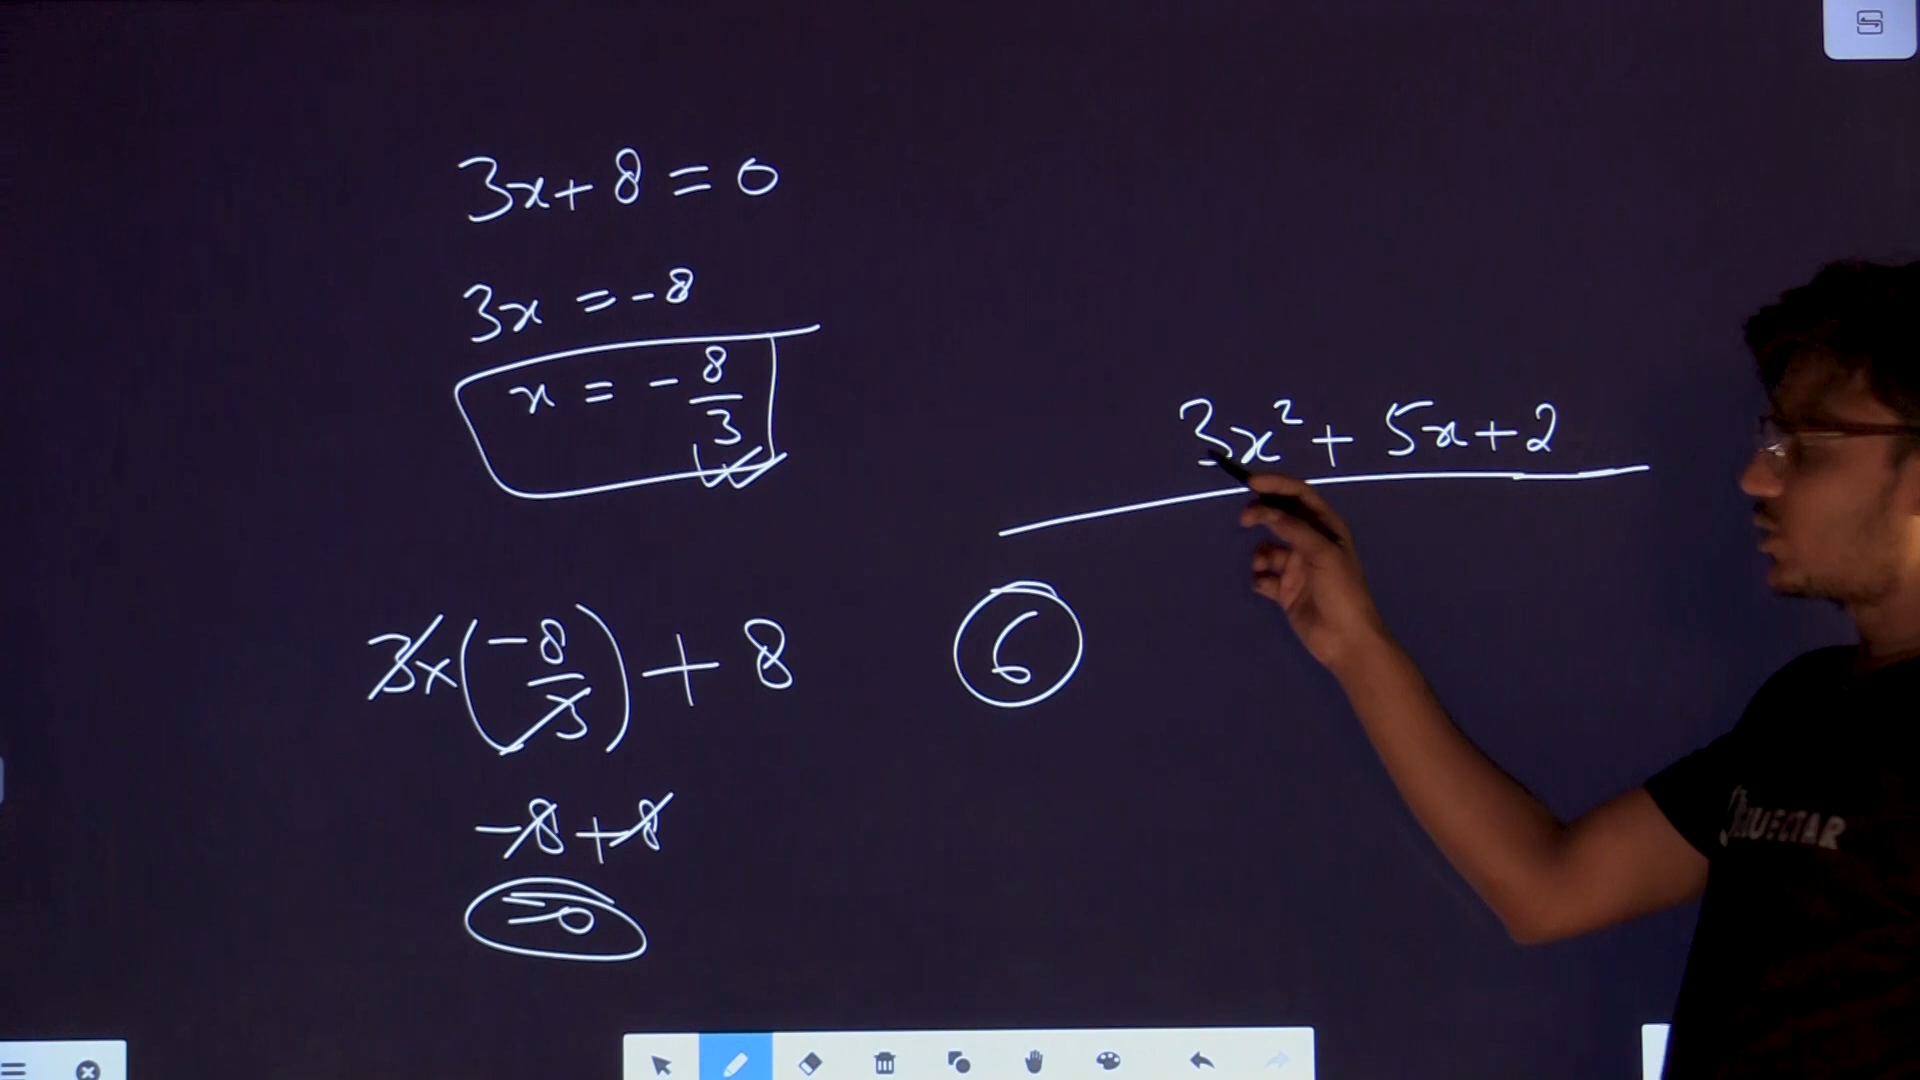 3x + 8 = 0
3x = -8
x = - 8/3
3x(-8/3) + 8
-8 + 8
=0
3x² + 5x + 2
6